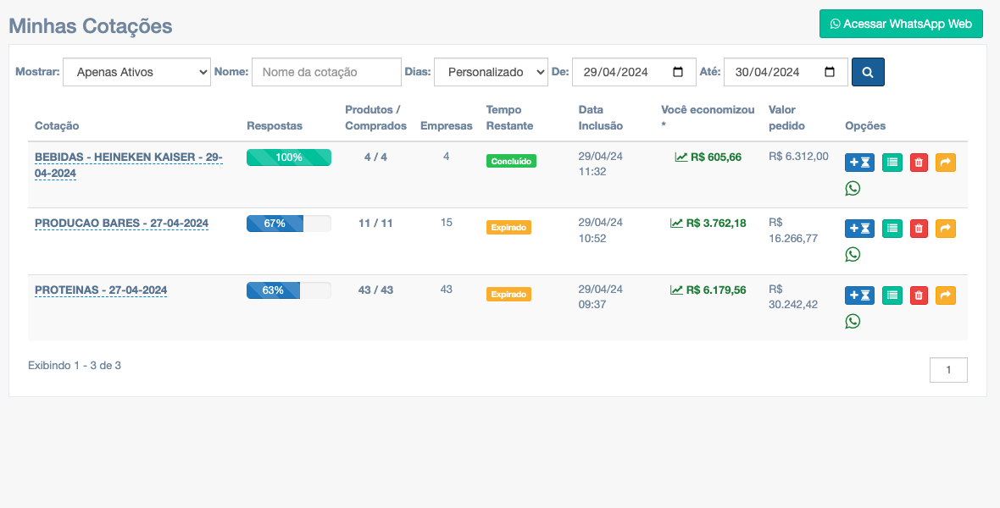 Minhas Cotações
Acessar WhatsApp Web
Mostrar: Apenas Ativos Nome: Nome da cotação Dias: Personalizado De: 29/04/2024 Até: 30/04/2024
Cotação Respostas Produtos / Comprados Empresas Tempo Restante Data Inclusão Você economizou * Valor pedido Opções
BEBIDAS - HEINEKEN KAISER - 29- 100% 4 / 4 4 Concluído 29/04/24 R$ 605,66 R$ 6.312,00
04-2024 11:32
PRODUCAO BARES - 27-04-2024 67% 11 / 11 15 Expirado 29/04/24 R$ 3.762,18 R$
10:52 16.266,77
PROTEINAS - 27-04-2024 63% 43 / 43 43 Expirado 29/04/24 R$ 6.179,56 R$
09:37 30.242,42
Exibindo 1 - 3 de 3
1